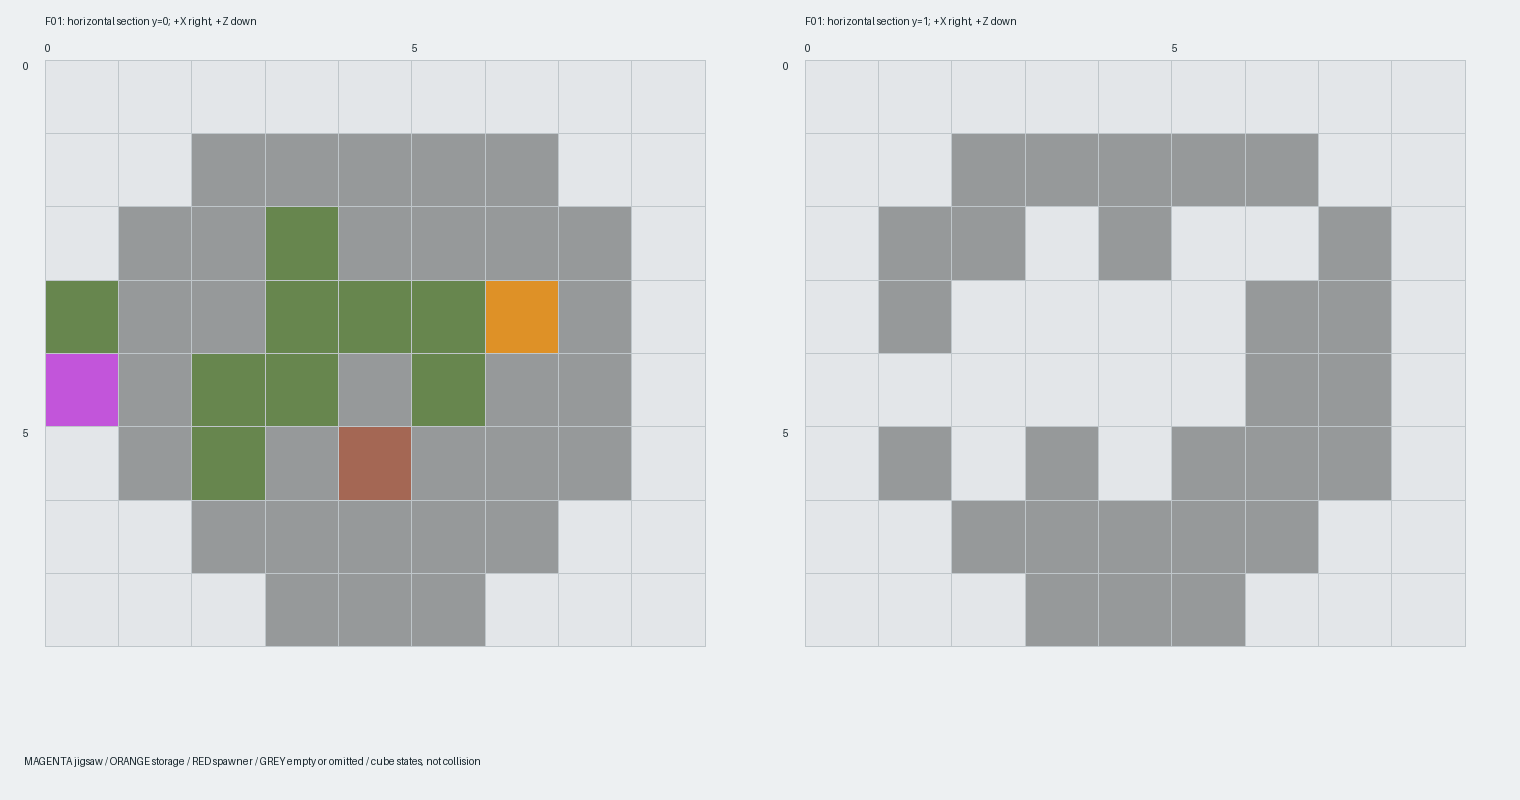 F01: horizontal section y=0; +X right, +Z down
F01: horizontal section y=1; +X right, +Z down
0 5
0 5
0
0
5
5
MAGENTA jigsaw / ORANGE storage / RED spawner / GREY empty or omitted / cube states, not collision